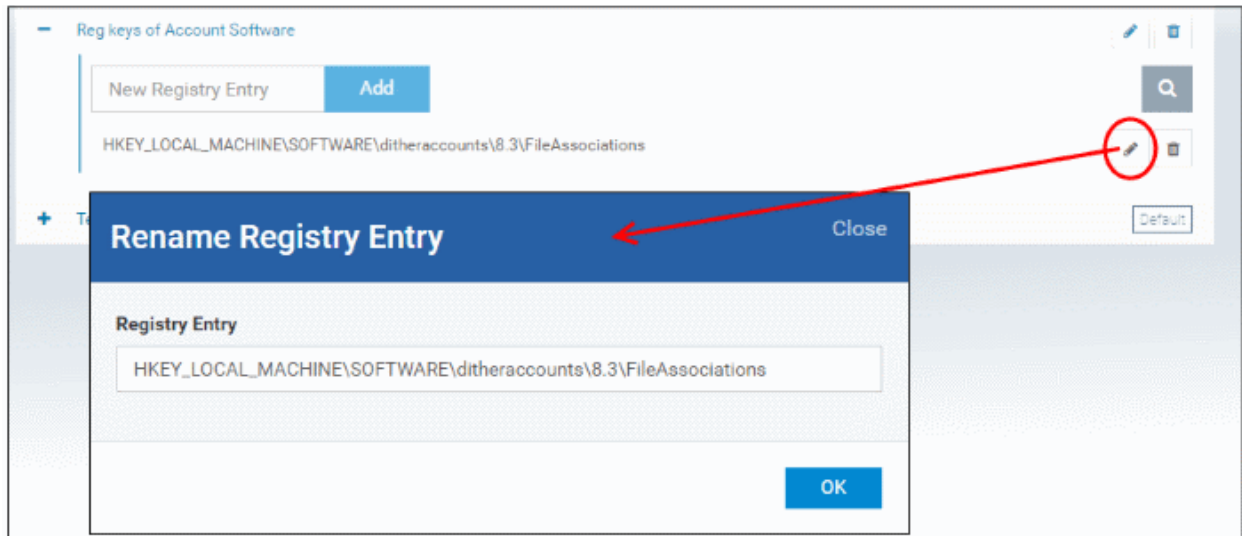 Reg keys of Account Software
New Registry Entry Add
HKEY_LOCAL_MACHINE\SOFTWARE\ditheraccounts\8.3\FileAssociations
Default
Rename Registry Entry Close
Registry Entry
HKEY_LOCAL_MACHINE\SOFTWARE\ditheraccounts\8.3\FileAssociations
OK